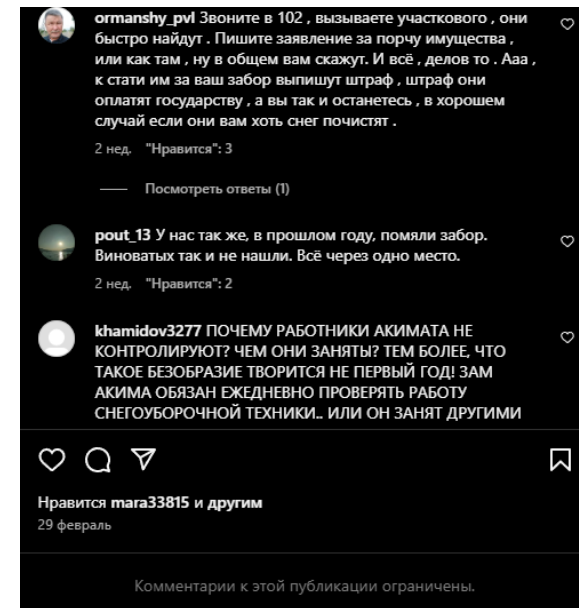 ormanshy_pvl Звоните в 102 , вызываете участкового , они
быстро найдут . Пишите заявление за порчу имущества ,
или как там , ну в общем вам скажут. И всё , делов то . Ааа ,
к стати им за ваш забор выпишут штраф , штраф они
оплатят государству , а вы так и останетесь , в хорошем
случай если они вам хоть снег почистят .
2 нед. "Нравится": 3
Посмотреть ответы (1)
pout_13 У нас так же, в прошлом году, помяли забор.
Виноватых так и не нашли. Всё через одно место.
2 нед. "Нравится": 2
khamidov3277 ПОЧЕМУ РАБОТНИКИ АКИМАТА НЕ
КОНТРОЛИРУЮТ? ЧЕМ ОНИ ЗАНЯТЫ? ТЕМ БОЛЕЕ, ЧТО
ТАКОЕ БЕЗОБРАЗИЕ ТВОРИТСЯ НЕ ПЕРВЫЙ ГОД! ЗАМ
АКИМА ОБЯЗАН ЕЖЕДНЕВНО ПРОВЕРЯТЬ РАБОТУ
СНЕГОУБОРОЧНОЙ ТЕХНИКИ.. ИЛИ ОН ЗАНЯТ ДРУГИМИ
Нравится mara33815 и другим
29 февраль
Комментарии к этой публикации ограничены.